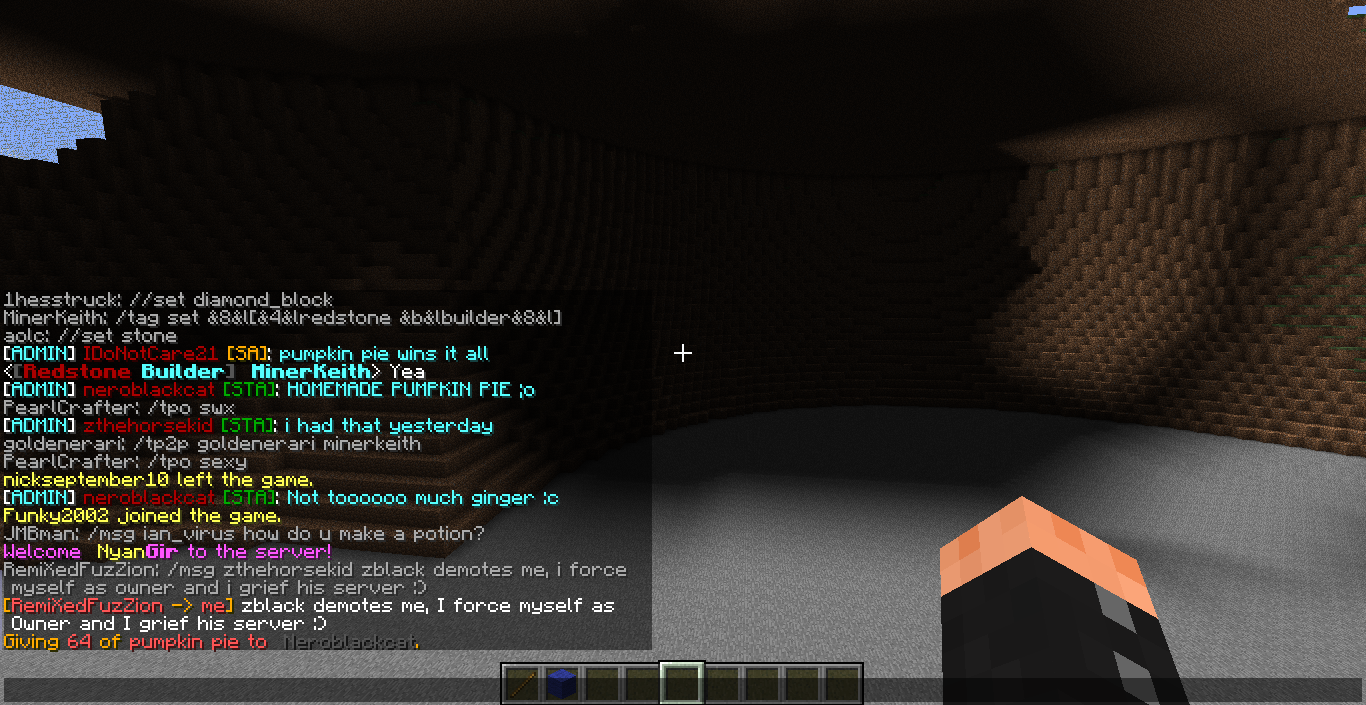 1hesstruck: //set diamond_block
MinerKeith: /tag set &8&l[&4&lredstone &b&lbuilder&8&l]
aolc: //set stone
[ADMIN] IDoNotCare21 [SA]: pumpkin pie wins it all
<[Redstone Builder] MinerKeith> Yea
[ADMIN] neroblackcat [STA]: HOMEMADE PUMPKIN PIE ;o
PearlCrafter: /tpo swx
[ADMIN] zthehorsekid [STA]: i had that yesterday
goldenerari: /tp2p goldenerari minerkeith
PearlCrafter: /tpo sexy
nickseptember10 left the game.
[ADMIN] neroblackcat [STA]: Not toooooo much ginger :c
Funky2002 joined the game.
JMBman: /msg ian_virus how do u make a potion?
Welcome NyanGir to the server!
RemiXedFuzZion: /msg zthehorsekid zblack demotes me, i force
myself as owner and i grief his server :)
[RemiXedFuzZion -> me] zblack demotes me, I force myself as
Owner and I grief his server :)
Giving 64 of pumpkin pie to Neroblackcat.